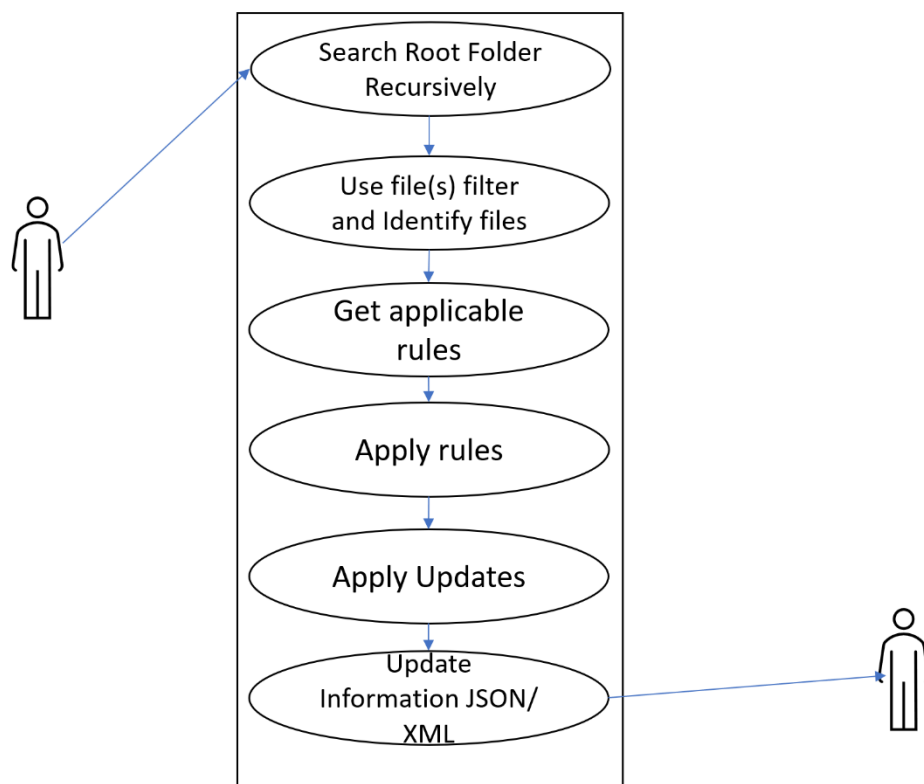 Search Root Folder
Recursively
Use file(s) filter
and Identify files
Get applicable
rules
Apply rules
Apply Updates
Update
Information JSON/
XML